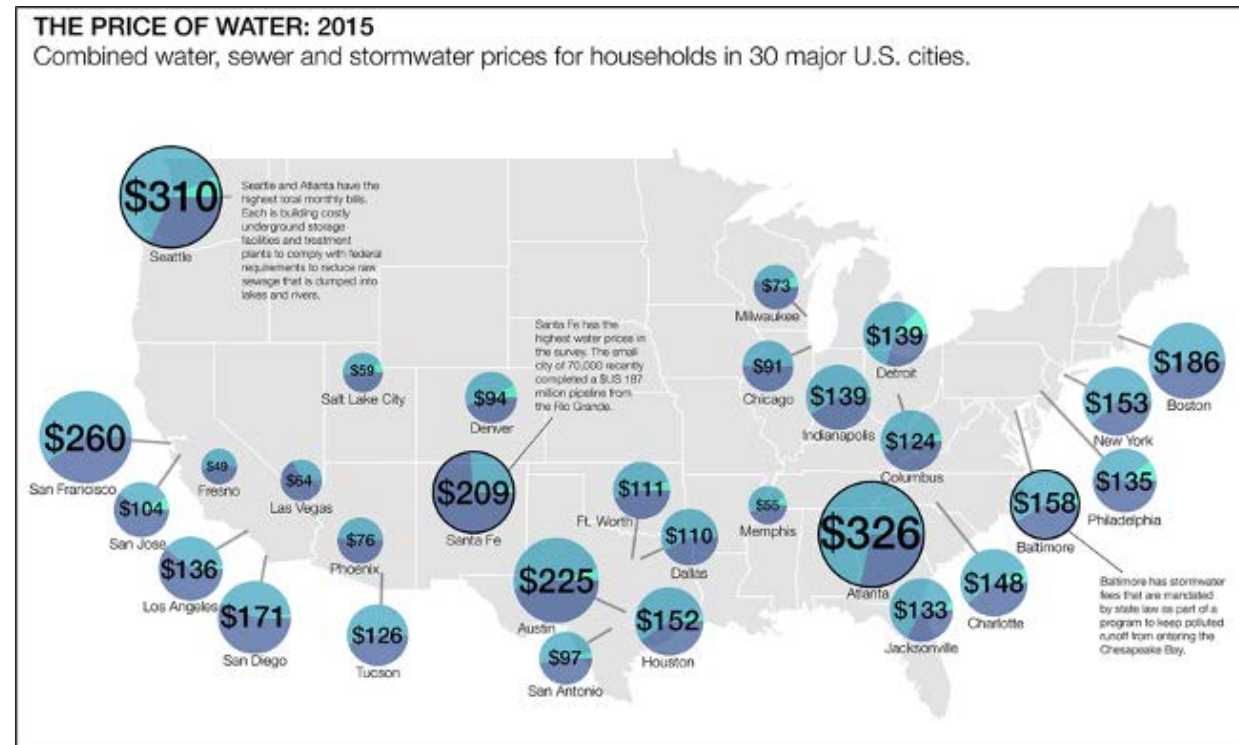 THE PRICE OF WATER: 2015
Combined water, sewer and stormwater prices for households in 30 major U.S. cities.
$310
Seattle
Seattle and Atlanta have the
highest total monthly bills.
Each is building costly
underground storage
facilities and treatment
plants to comply with federal
requirements to reduce raw
sewage that is dumped into
lakes and rivers.
$73
Milwaukee
$139
Detroit
$186
Boston
Santa Fe has the
highest water prices in
the survey. The small
city of 70,000 recently
completed a $US 187
million pipeline from
the Rio Grande.
$59
Salt Lake City
$94
Denver
$91
Chicago
$139
Indianapolis
$153
New York
$260
San Francisco
$49
Fresno
$64
Las Vegas
$209
Santa Fe
$124
Columbus
$135
Philadelphia
$104
San Jose
$76
Phoenix
$111
Ft. Worth
$110
Dallas
$55
Memphis
$326
Atlanta
$158
Baltimore
$136
Los Angeles
$171
San Diego
$126
Tucson
$225
Austin
$152
Houston
$97
San Antonio
$133
Jacksonville
$148
Charlotte
Baltimore has stormwater
fees that are mandated
by state law as part of a
program to keep polluted
runoff from entering the
Chesapeake Bay.